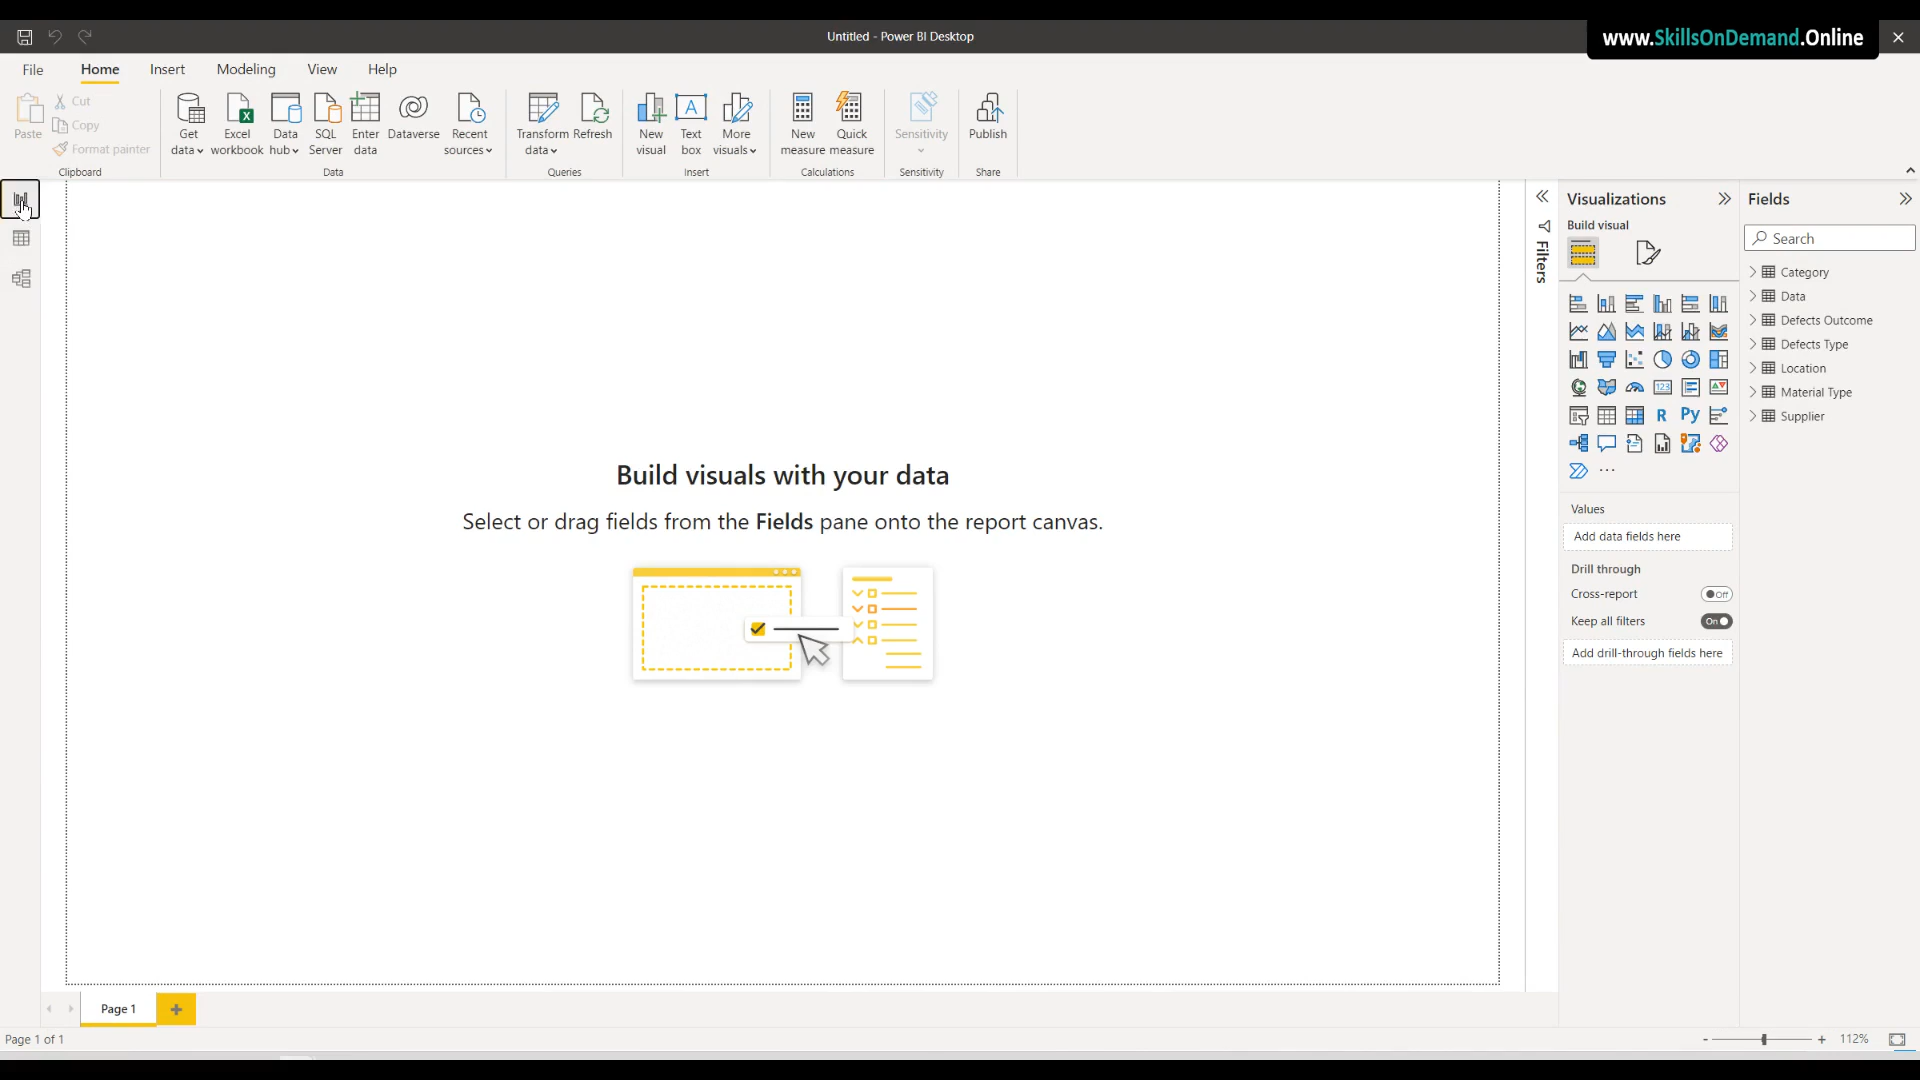 Untitled - Power BI Desktop
www.SkillsOnDemand.Online
File Home Insert Modeling View Help
Paste
Cut
Copy
Format painter
Clipboard
Get data
Excel workbook
Data hub
SQL Server
Enter data
Dataverse
Recent sources
Data
Transform data
Refresh
Queries
New visual
Text box
More visuals
Insert
New measure
Quick measure
Calculations
Sensitivity
Sensitivity
Publish
Share
Build visuals with your data
Select or drag fields from the Fields pane onto the report canvas.
Filters
Visualizations
Build visual
123
R
Py
Values
Add data fields here
Drill through
Cross-report
Off
Keep all filters
On
Add drill-through fields here
Fields
Search
Category
Data
Defects Outcome
Defects Type
Location
Material Type
Supplier
Page 1
Page 1 of 1
112%